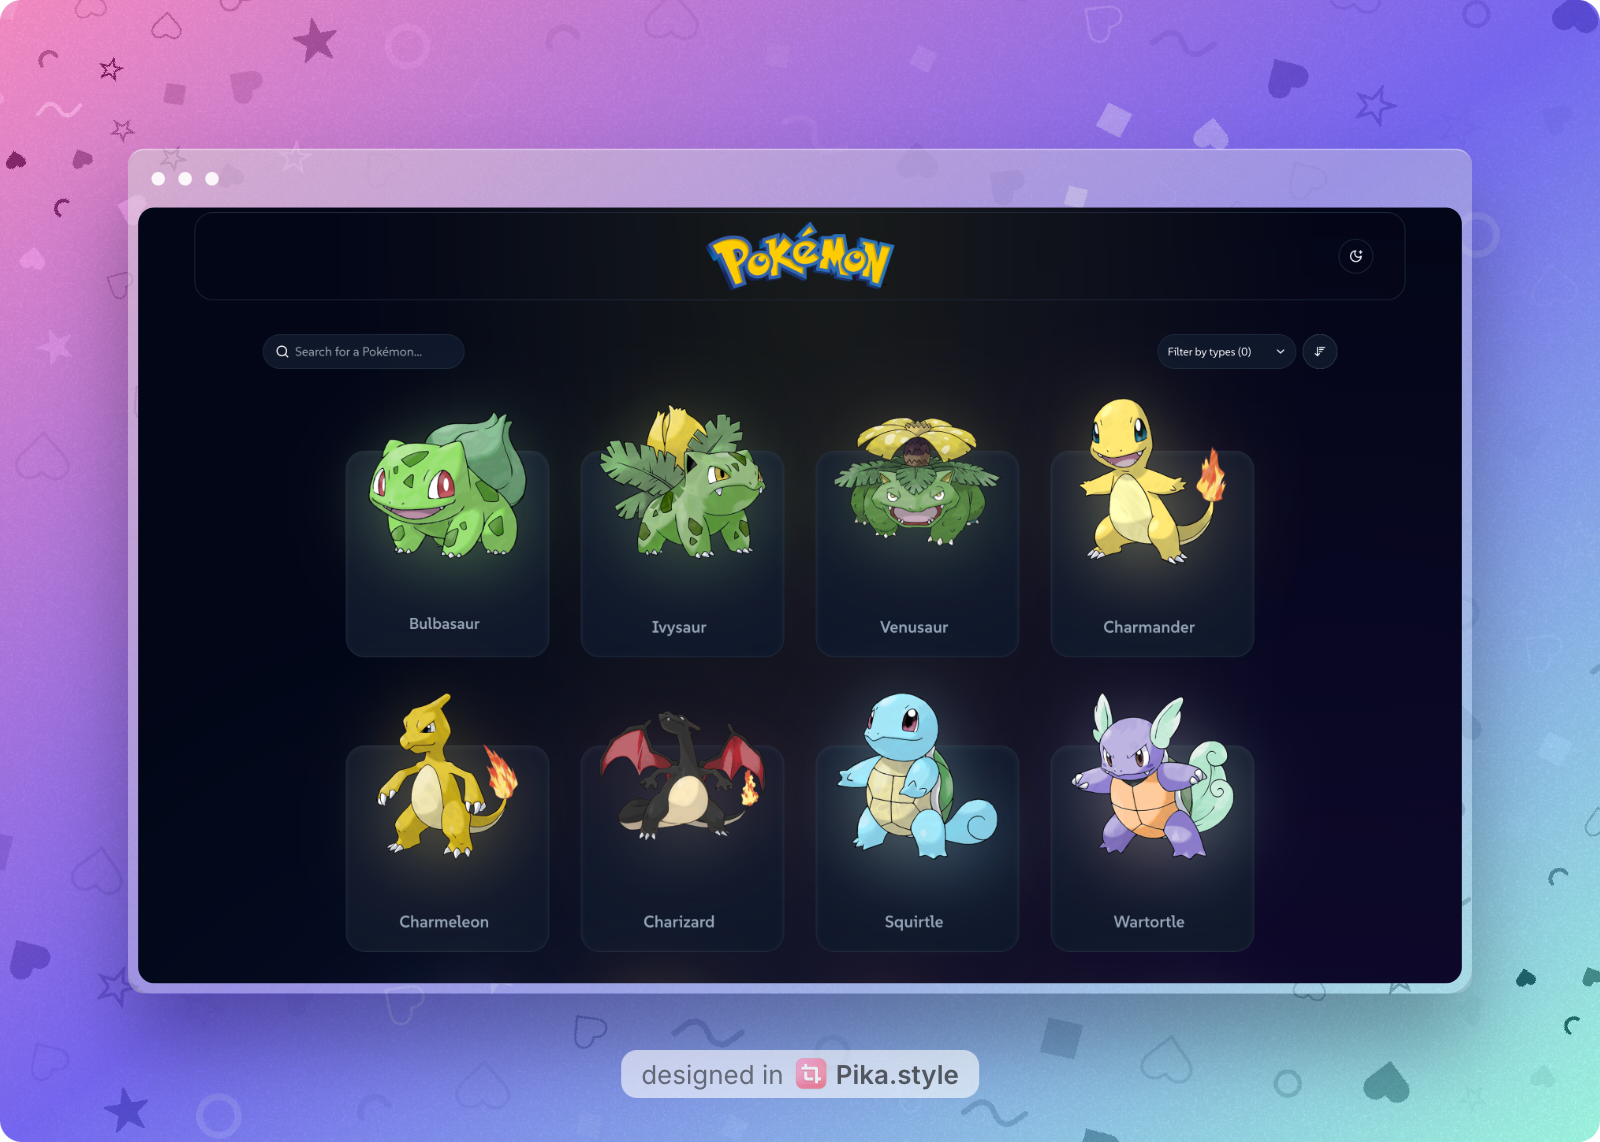 POKéMON
Search for a Pokémon...
Filter by types (0)
Bulbasaur
Ivysaur
Venusaur
Charmander
Charmeleon
Charizard
Squirtle
Wartortle
designed in Pika.style